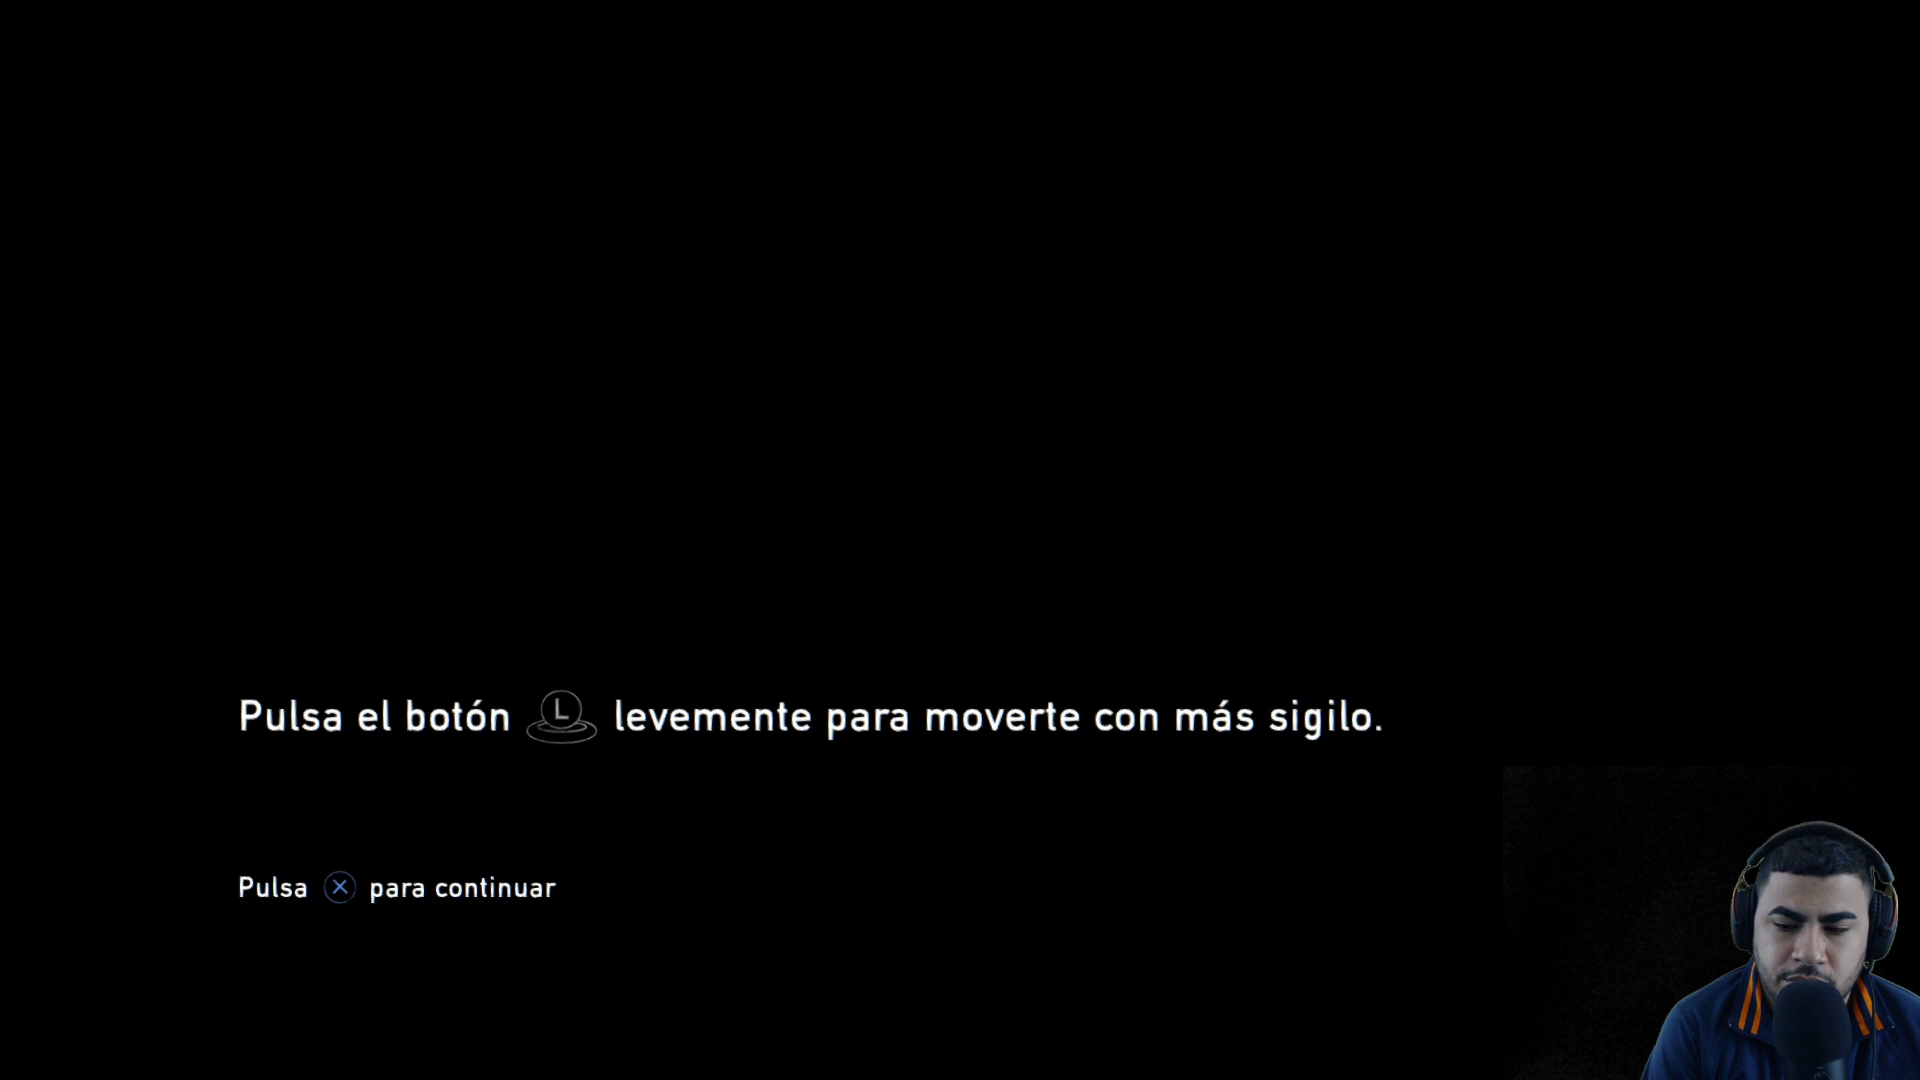 Pulsa el botón L levemente para moverte con más sigilo.
Pulsa ⓧ para continuar